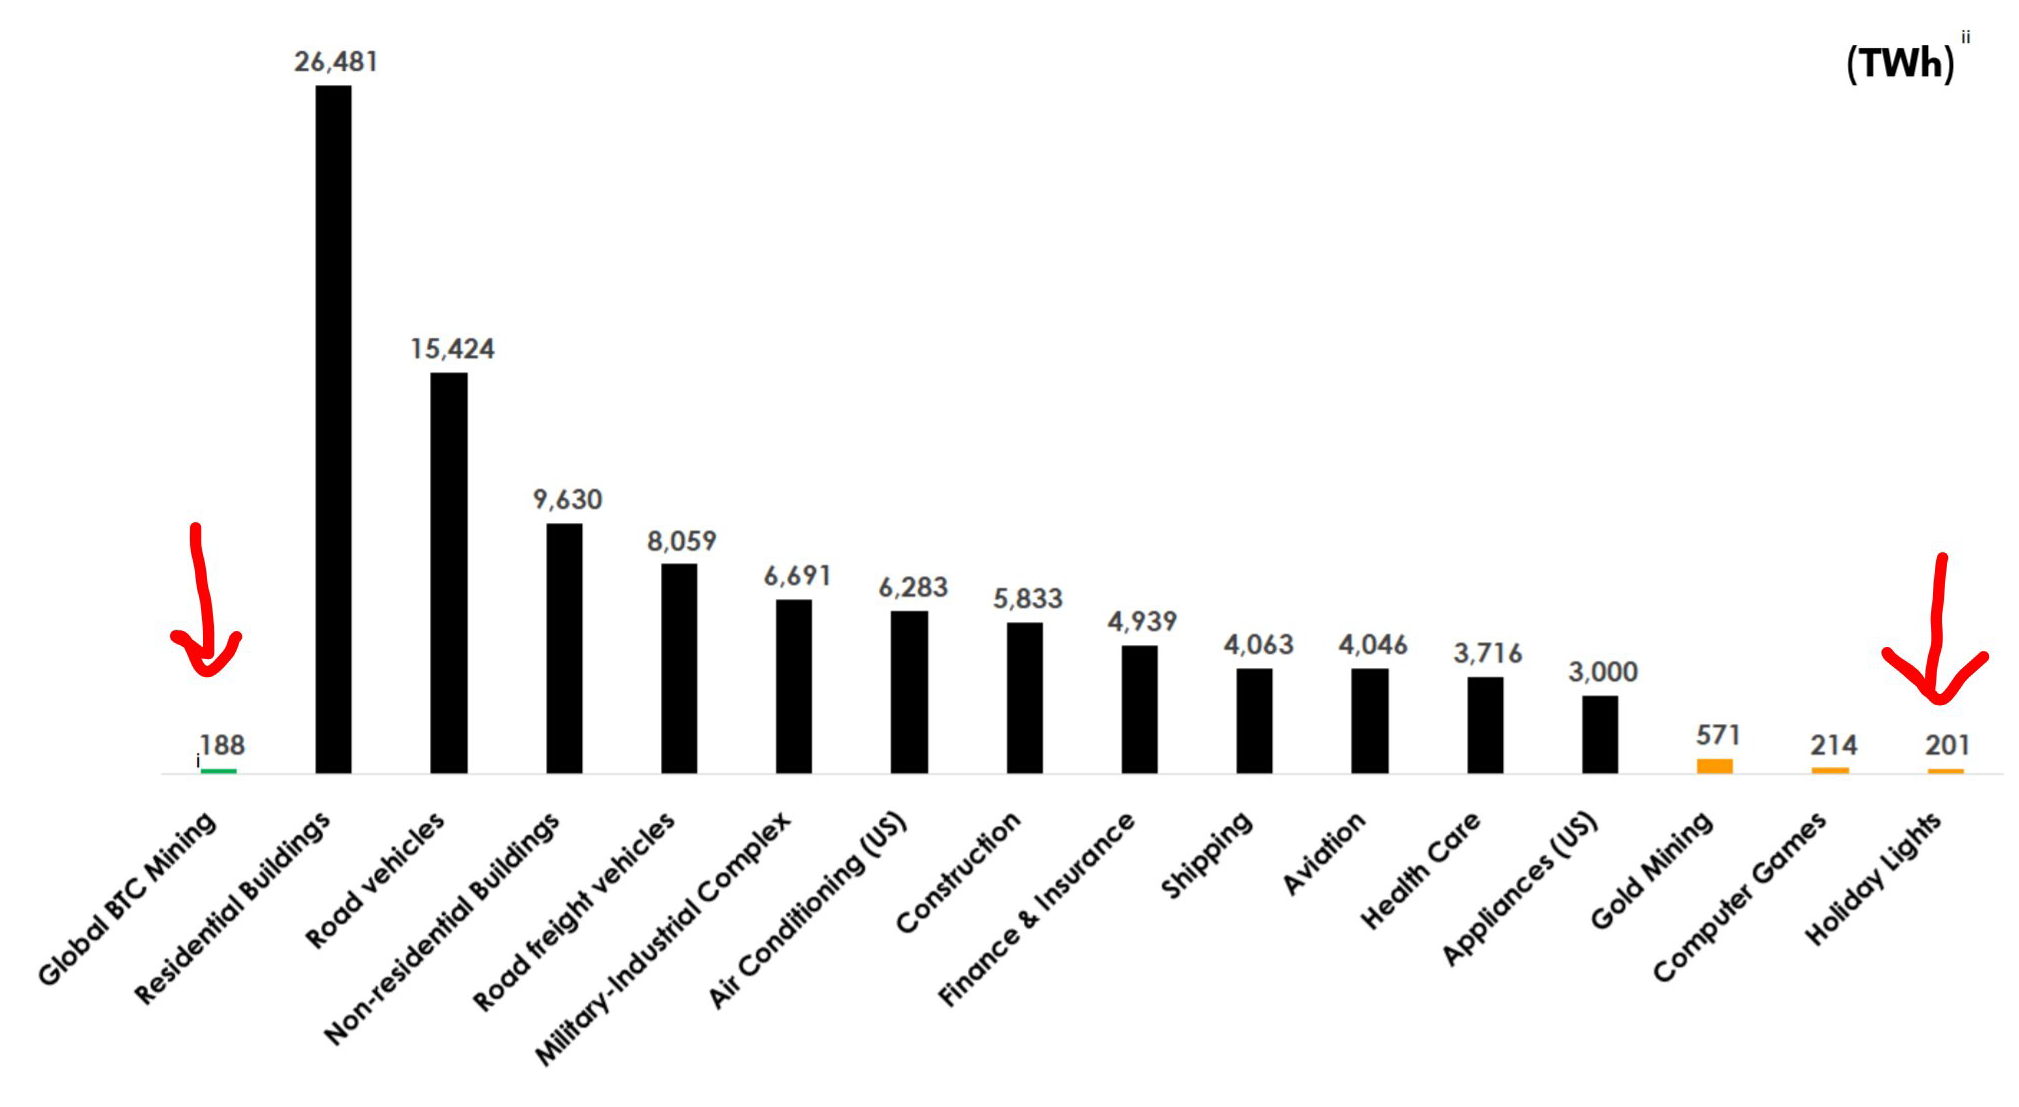 (TWh) ii
26,481
15,424
9,630
8,059
6,691
6,283
5,833
4,939
4,063
4,046
3,716
3,000
571
214
201
i 188
Global BTC Mining
Residential Buildings
Road vehicles
Non-residential Buildings
Road freight vehicles
Military-Industrial Complex
Air Conditioning (US)
Construction
Finance & Insurance
Shipping
Aviation
Health Care
Appliances (US)
Gold Mining
Computer Games
Holiday Lights